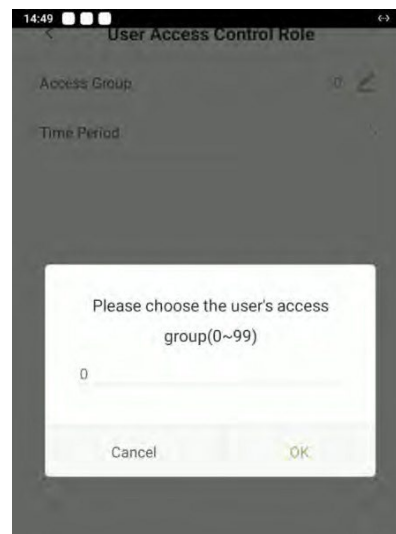 14:49
User Access Control Role
Access Group 0
Time Period
Please choose the user's access
group(0~99)
0
Cancel OK